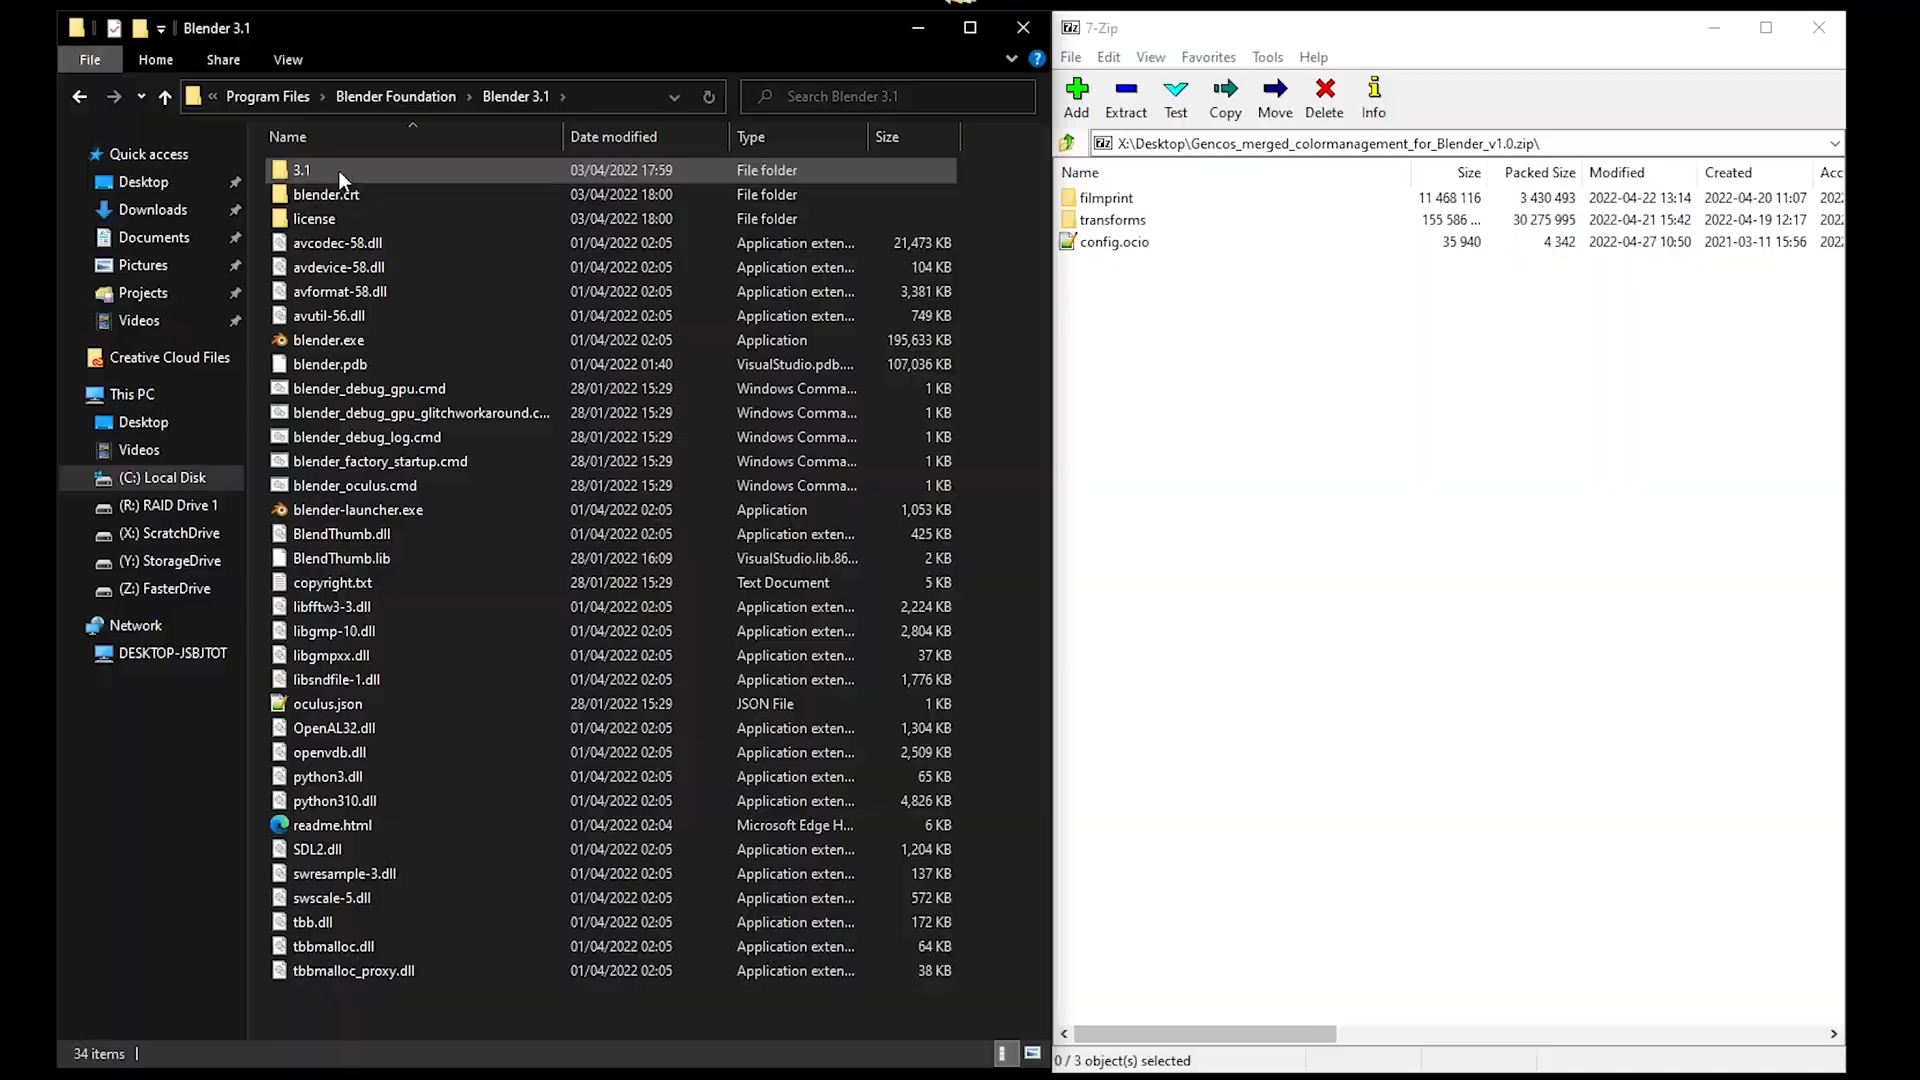 Blender 3.1
File Home Share View
« Program Files › Blender Foundation › Blender 3.1 ›
Search Blender 3.1
Quick access
Desktop
Downloads
Documents
Pictures
Projects
Videos
Creative Cloud Files
This PC
Desktop
Videos
(C:) Local Disk
(R:) RAID Drive 1
(X:) ScratchDrive
(Y:) StorageDrive
(Z:) FasterDrive
Network
DESKTOP-JSBJTOT
Name Date modified Type Size
3.1 03/04/2022 17:59 File folder
blender.crt 03/04/2022 18:00 File folder
license 03/04/2022 18:00 File folder
avcodec-58.dll 01/04/2022 02:05 Application exten... 21,473 KB
avdevice-58.dll 01/04/2022 02:05 Application exten... 104 KB
avformat-58.dll 01/04/2022 02:05 Application exten... 3,381 KB
avutil-56.dll 01/04/2022 02:05 Application exten... 749 KB
blender.exe 01/04/2022 02:05 Application 195,633 KB
blender.pdb 01/04/2022 01:40 VisualStudio.pdb.... 107,036 KB
blender_debug_gpu.cmd 28/01/2022 15:29 Windows Comma... 1 KB
blender_debug_gpu_glitchworkaround.c... 28/01/2022 15:29 Windows Comma... 1 KB
blender_debug_log.cmd 28/01/2022 15:29 Windows Comma... 1 KB
blender_factory_startup.cmd 28/01/2022 15:29 Windows Comma... 1 KB
blender_oculus.cmd 28/01/2022 15:29 Windows Comma... 1 KB
blender-launcher.exe 01/04/2022 02:05 Application 1,053 KB
BlendThumb.dll 01/04/2022 02:05 Application exten... 425 KB
BlendThumb.lib 28/01/2022 16:09 VisualStudio.lib.86... 2 KB
copyright.txt 28/01/2022 15:29 Text Document 5 KB
libfftw3-3.dll 01/04/2022 02:05 Application exten... 2,224 KB
libgmp-10.dll 01/04/2022 02:05 Application exten... 2,804 KB
libgmpxx.dll 01/04/2022 02:05 Application exten... 37 KB
libsndfile-1.dll 01/04/2022 02:05 Application exten... 1,776 KB
oculus.json 28/01/2022 15:29 JSON File 1 KB
OpenAL32.dll 01/04/2022 02:05 Application exten... 1,304 KB
openvdb.dll 01/04/2022 02:05 Application exten... 2,509 KB
python3.dll 01/04/2022 02:05 Application exten... 65 KB
python310.dll 01/04/2022 02:05 Application exten... 4,826 KB
readme.html 01/04/2022 02:04 Microsoft Edge H... 6 KB
SDL2.dll 01/04/2022 02:05 Application exten... 1,204 KB
swresample-3.dll 01/04/2022 02:05 Application exten... 137 KB
swscale-5.dll 01/04/2022 02:05 Application exten... 572 KB
tbb.dll 01/04/2022 02:05 Application exten... 172 KB
tbbmalloc.dll 01/04/2022 02:05 Application exten... 64 KB
tbbmalloc_proxy.dll 01/04/2022 02:05 Application exten... 38 KB
34 items
7z 7-Zip
File Edit View Favorites Tools Help
Add Extract Test Copy Move Delete Info
7z X:\Desktop\Gencos_merged_colormanagement_for_Blender_v1.0.zip\
Name Size Packed Size Modified Created Acc
filmprint 11 468 116 3 430 493 2022-04-22 13:14 2022-04-20 11:07 202
transforms 155 586 ... 30 275 995 2022-04-21 15:42 2022-04-19 12:17 202
config.ocio 35 940 4 342 2022-04-27 10:50 2021-03-11 15:56 202
0 / 3 object(s) selected